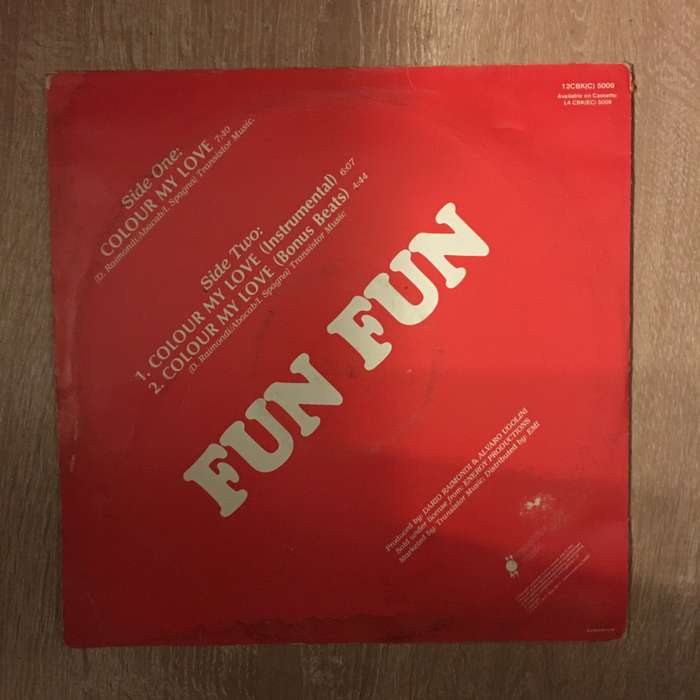 12CBK(C) 5009
Available on Cassette:
L4 CBK(EC) 5009
Side One:
COLOUR MY LOVE 7:40
(D. Raimondi/Abacab/I. Spagna) Transistor Music.
Side Two:
1. COLOUR MY LOVE (Instrumental) 6:07
2. COLOUR MY LOVE (Bonus Beats) 4:44
(D. Raimondi/Abacab/I. Spagna) Transistor Music
FUN FUN
Produced by: DARIO RAIMONDI & ALVARO UGOLINI
Sold under license from: ENERGY PRODUCTIONS
Marketed by: Transistor Music: Distributed by: EMI